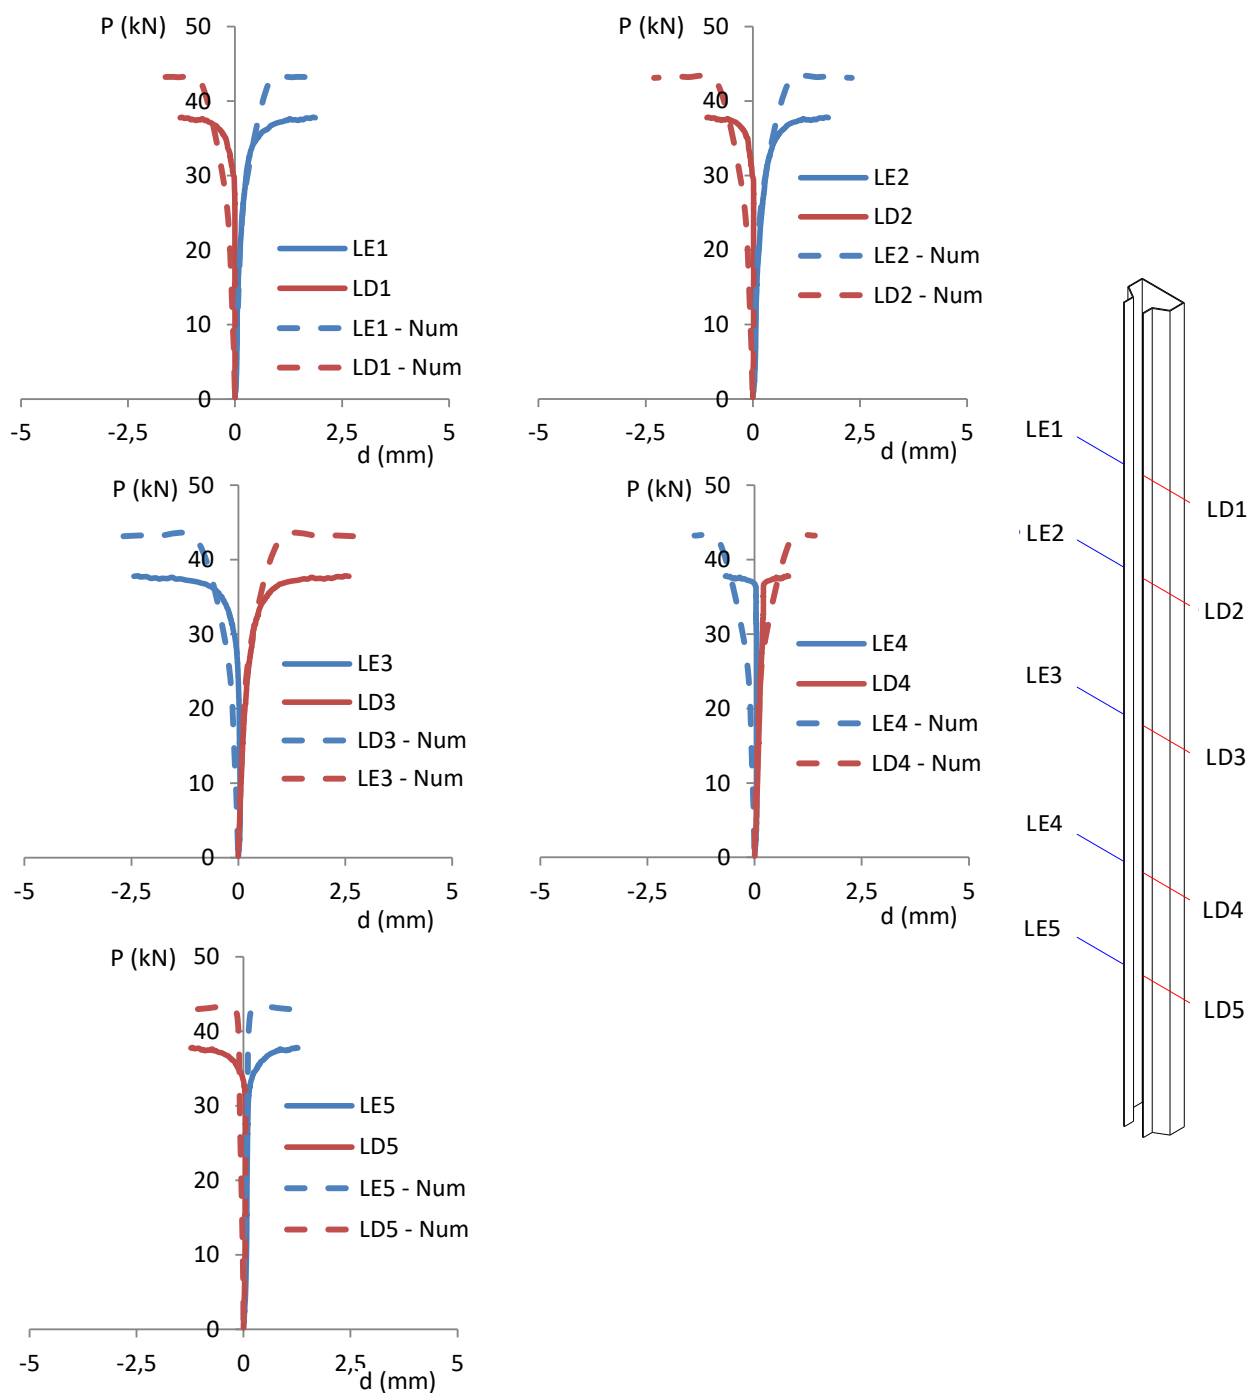 P (kN)
50
40
30
20
10
0
-5
-2,5
0
2,5
5
d (mm)
LE1
LD1
LE1 - Num
LD1 - Num
P (kN)
50
40
30
20
10
0
-5
-2,5
0
2,5
5
d (mm)
LE2
LD2
LE2 - Num
LD2 - Num
P (kN)
50
40
30
20
10
0
-5
-2,5
0
2,5
5
d (mm)
LE3
LD3
LD3 - Num
LE3 - Num
P (kN)
50
40
30
20
10
0
-5
-2,5
0
2,5
5
d (mm)
LE4
LD4
LE4 - Num
LD4 - Num
P (kN)
50
40
30
20
10
0
-5
-2,5
0
2,5
5
d (mm)
LE5
LD5
LE5 - Num
LD5 - Num
LE1
LD1
LE2
LD2
LE3
LD3
LE4
LD4
LE5
LD5